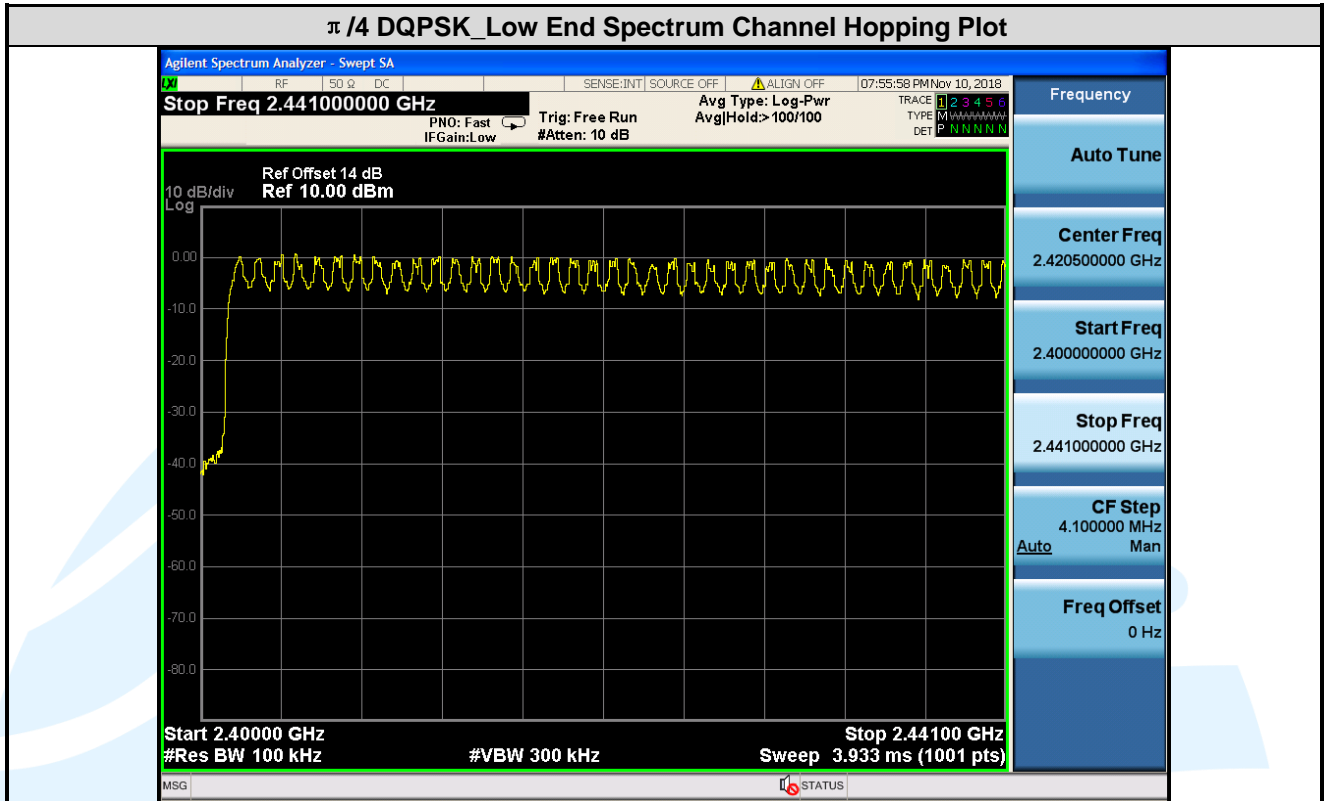 π/4 DQPSK_Low End Spectrum Channel Hopping Plot
Agilent Spectrum Analyzer - Swept SA
LXI RF 50 Ω DC SENSE:INT SOURCE OFF ALIGN OFF 07:55:58 PM Nov 10, 2018
Stop Freq 2.441000000 GHz
PNO: Fast
IFGain:Low
Trig: Free Run
#Atten: 10 dB
Avg Type: Log-Pwr
Avg|Hold:>100/100
TRACE 1 2 3 4 5 6
TYPE M WWWWW
DET P N N N N N
Ref Offset 14 dB
10 dB/div Ref 10.00 dBm
Log
0.00
-10.0
-20.0
-30.0
-40.0
-50.0
-60.0
-70.0
-80.0
Start 2.40000 GHz Stop 2.44100 GHz
#Res BW 100 kHz #VBW 300 kHz Sweep 3.933 ms (1001 pts)
MSG STATUS
Frequency
Auto Tune
Center Freq
2.420500000 GHz
Start Freq
2.400000000 GHz
Stop Freq
2.441000000 GHz
CF Step
4.100000 MHz
Auto Man
Freq Offset
0 Hz